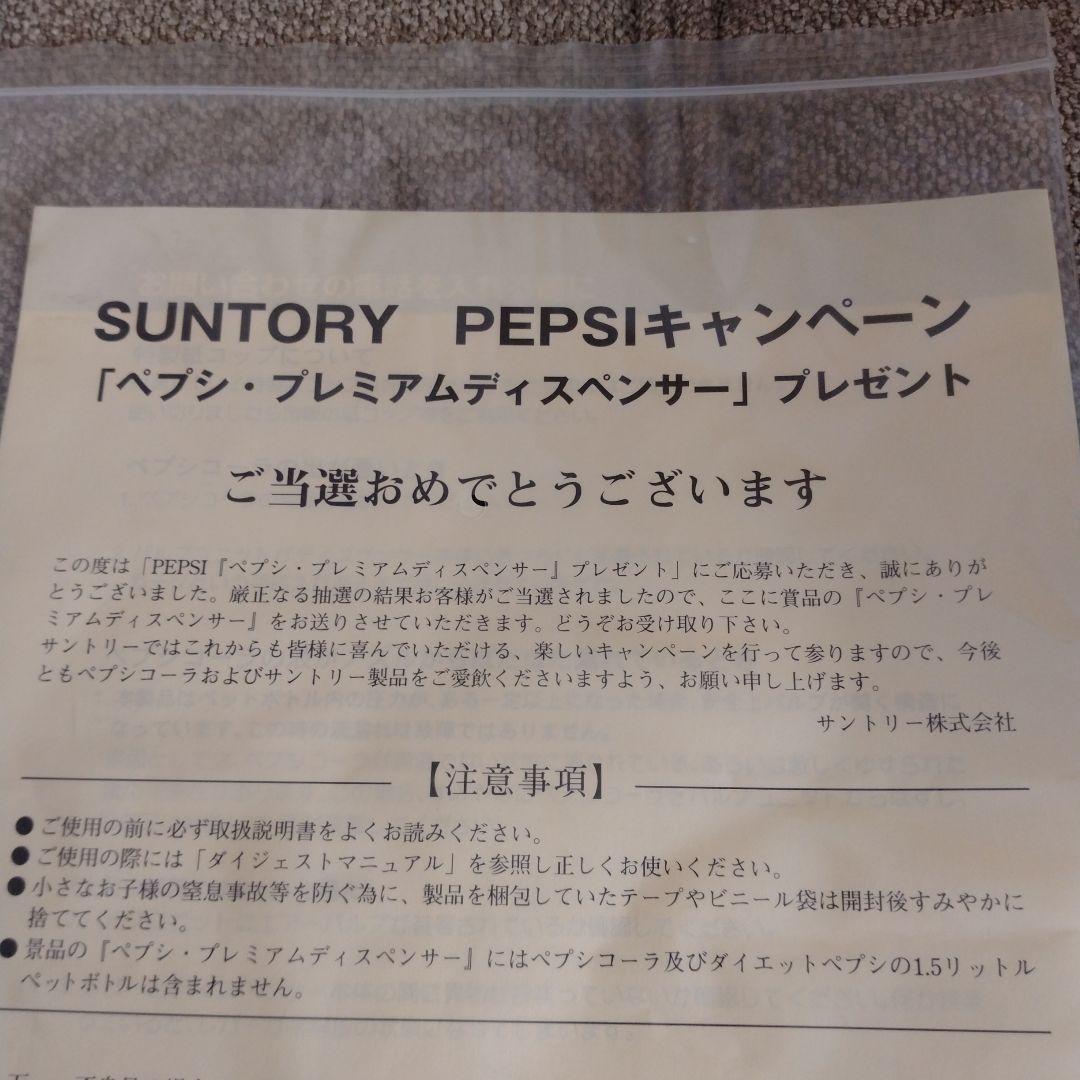 SUNTORY PEPSIキャンペーン
「ペプシ・プレミアムディスペンサー」プレゼント
ご当選おめでとうございます
この度は「PEPSI『ペプシ・プレミアムディスペンサー』プレゼント」にご応募いただき、誠にありが
とうございました。厳正なる抽選の結果お客様がご当選されましたので、ここに賞品の『ペプシ・プレ
ミアムディスペンサー』をお送りさせていただきます。どうぞお受け取り下さい。
サントリーではこれからも皆様に喜んでいただける、楽しいキャンペーンを行って参りますので、今後
ともペプシコーラおよびサントリー製品をご愛飲くださいますよう、お願い申し上げます。
サントリー株式会社
【注意事項】
●ご使用の前に必ず取扱説明書をよくお読みください。
●ご使用の際には「ダイジェストマニュアル」を参照し正しくお使いください。
●小さなお子様の窒息事故等を防ぐ為に、製品を梱包していたテープやビニール袋は開封後すみやかに
捨ててください。
●景品の『ペプシ・プレミアムディスペンサー』にはペプシコーラ及びダイエットペプシの1.5リットル
ペットボトルは含まれません。